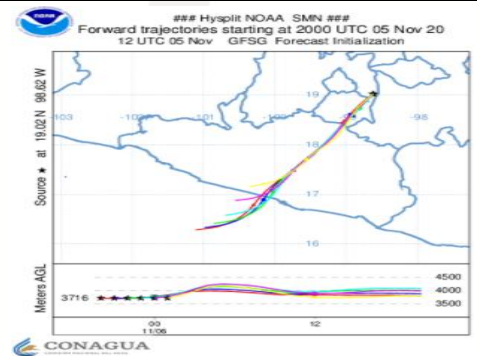 NOAA
### Hysplit NOAA SMN ###
Forward trajectories starting at 2000 UTC 05 Nov 20
12 UTC 05 Nov GFSG Forecast Initialization
Source ★ at 19.02 N 98.62 W
-103
-101
-98
19
18
17
16
Meters AGL
3716
4500
4000
3500
00
12
11/06
CONAGUA